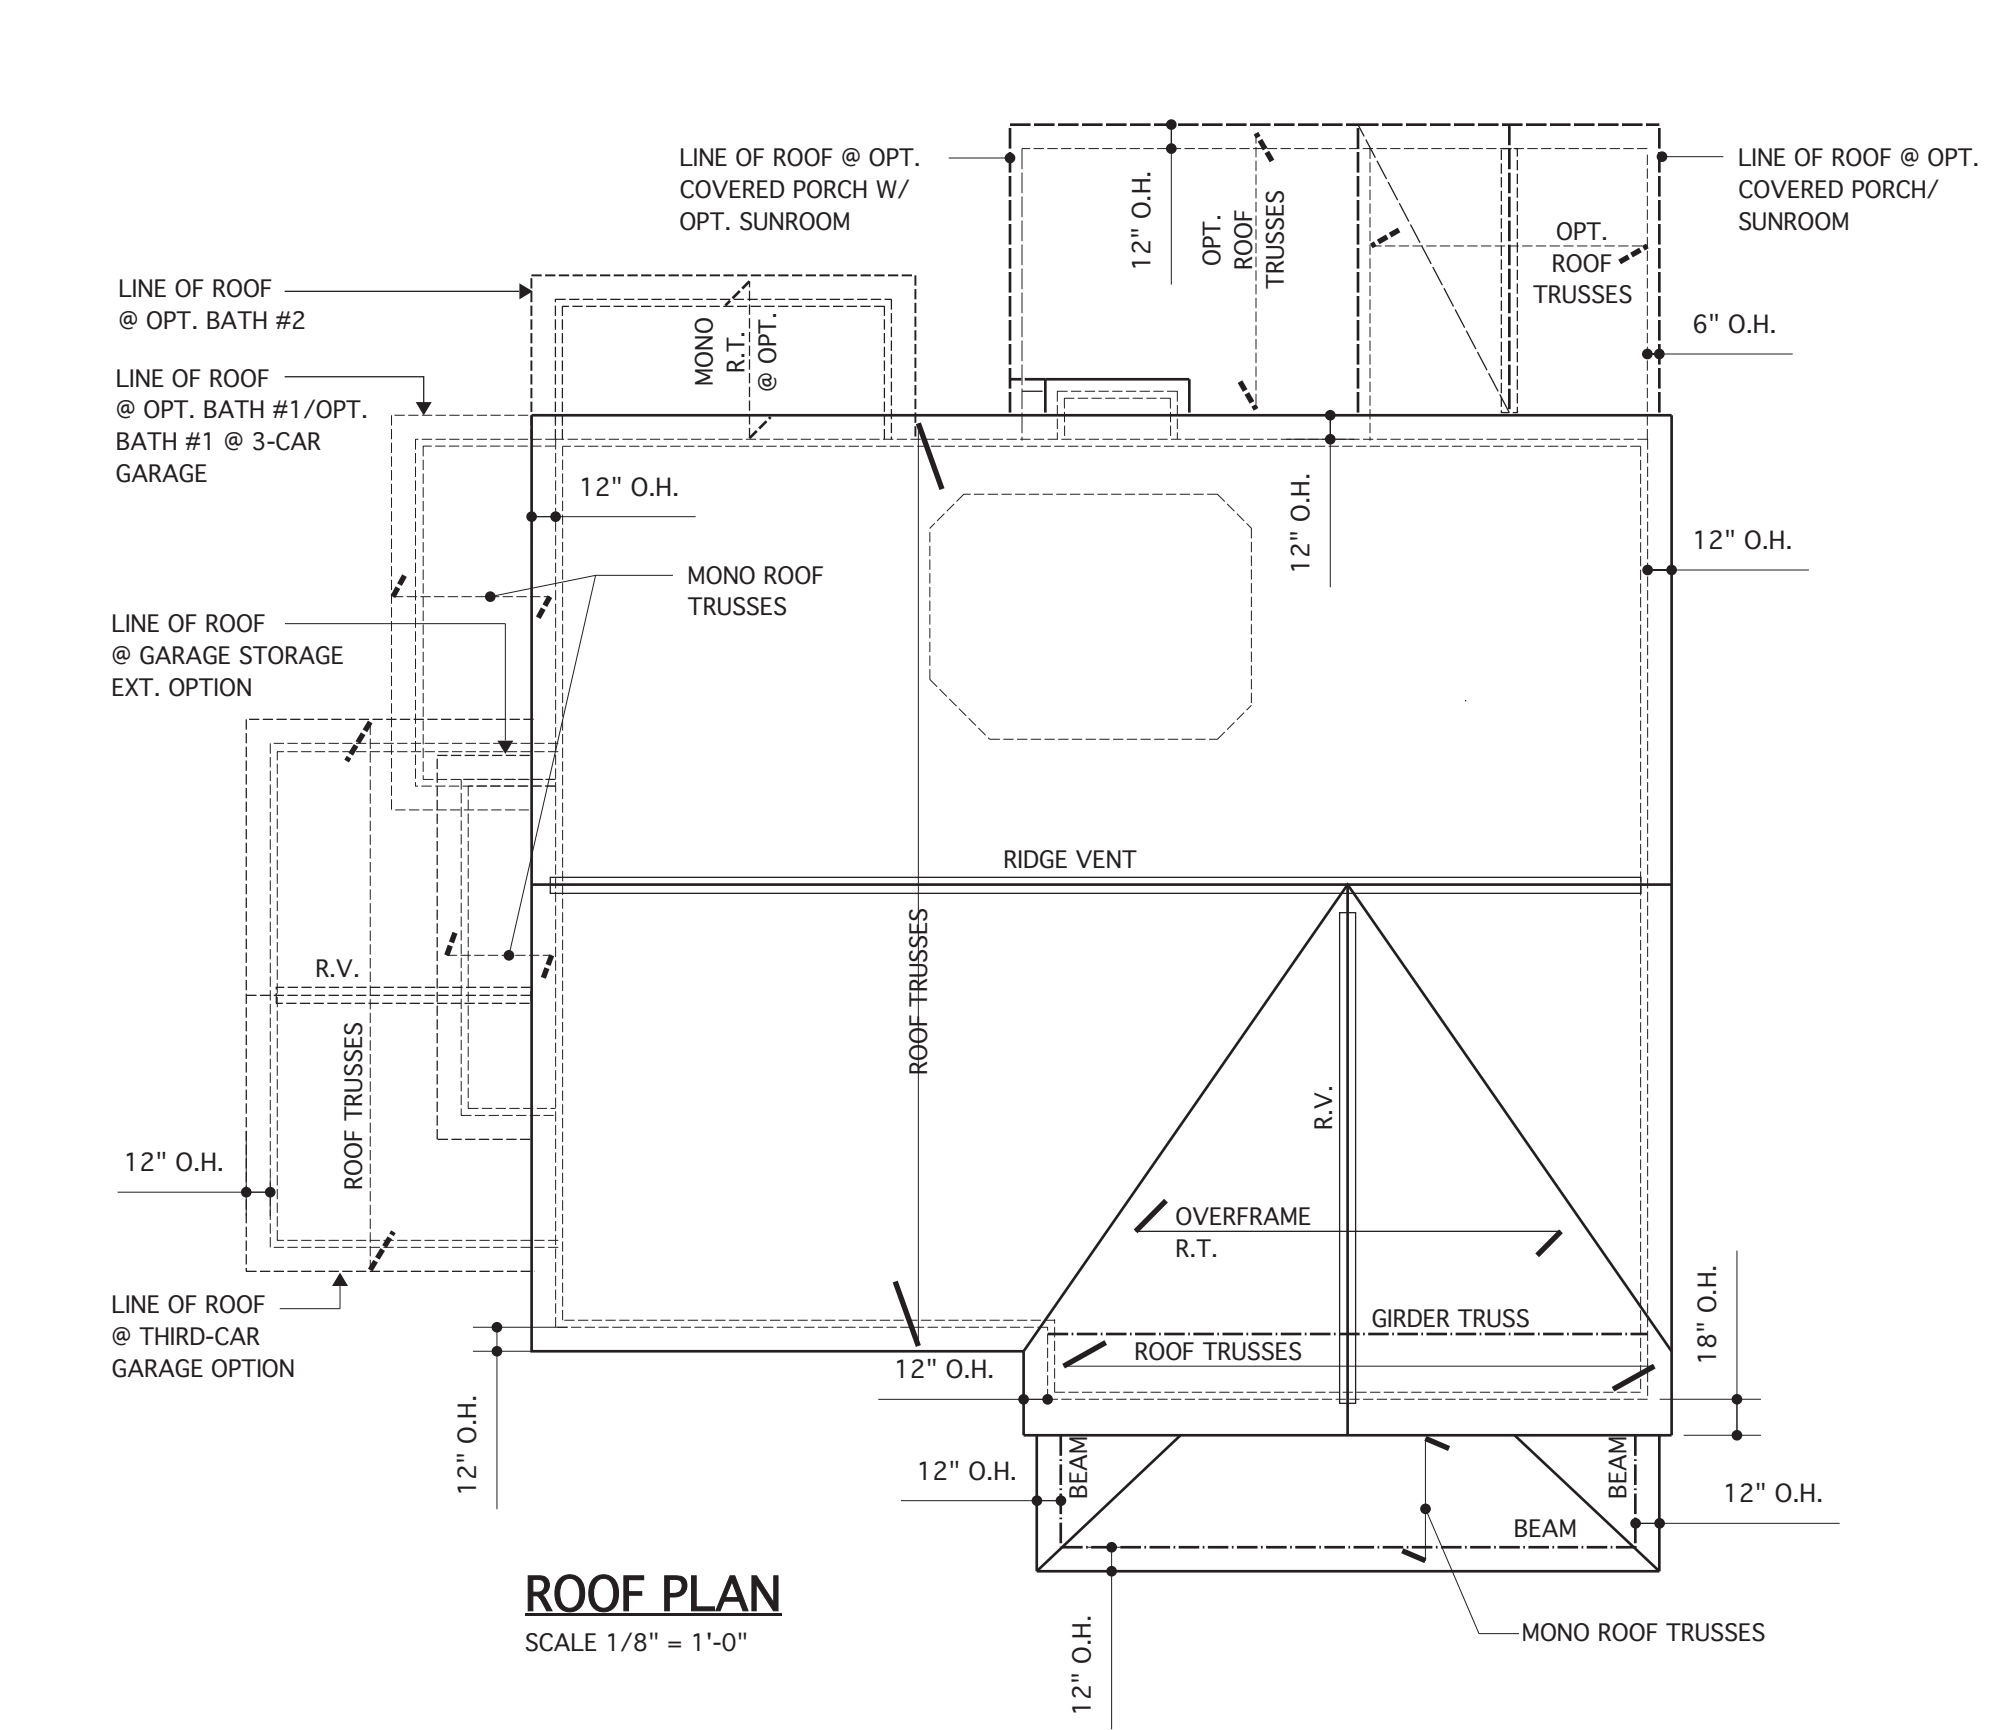 LINE OF ROOF @ OPT.
COVERED PORCH W/
OPT. SUNROOM
LINE OF ROOF @ OPT.
COVERED PORCH/
SUNROOM
12" O.H.
OPT.
ROOF
TRUSSES
OPT.
ROOF
TRUSSES
6" O.H.
LINE OF ROOF
@ OPT. BATH #2
MONO
R.T.
@ OPT.
LINE OF ROOF
@ OPT. BATH #1/OPT.
BATH #1 @ 3-CAR
GARAGE
12" O.H.
12" O.H.
12" O.H.
MONO ROOF
TRUSSES
LINE OF ROOF
@ GARAGE STORAGE
EXT. OPTION
RIDGE VENT
ROOF TRUSSES
R.V.
ROOF TRUSSES
R.V.
12" O.H.
OVERFRAME
R.T.
GIRDER TRUSS
ROOF TRUSSES
18" O.H.
LINE OF ROOF
@ THIRD-CAR
GARAGE OPTION
12" O.H.
12" O.H.
12" O.H.
BEAM
BEAM
BEAM
12" O.H.
12" O.H.
MONO ROOF TRUSSES
ROOF PLAN
SCALE 1/8" = 1'-0"